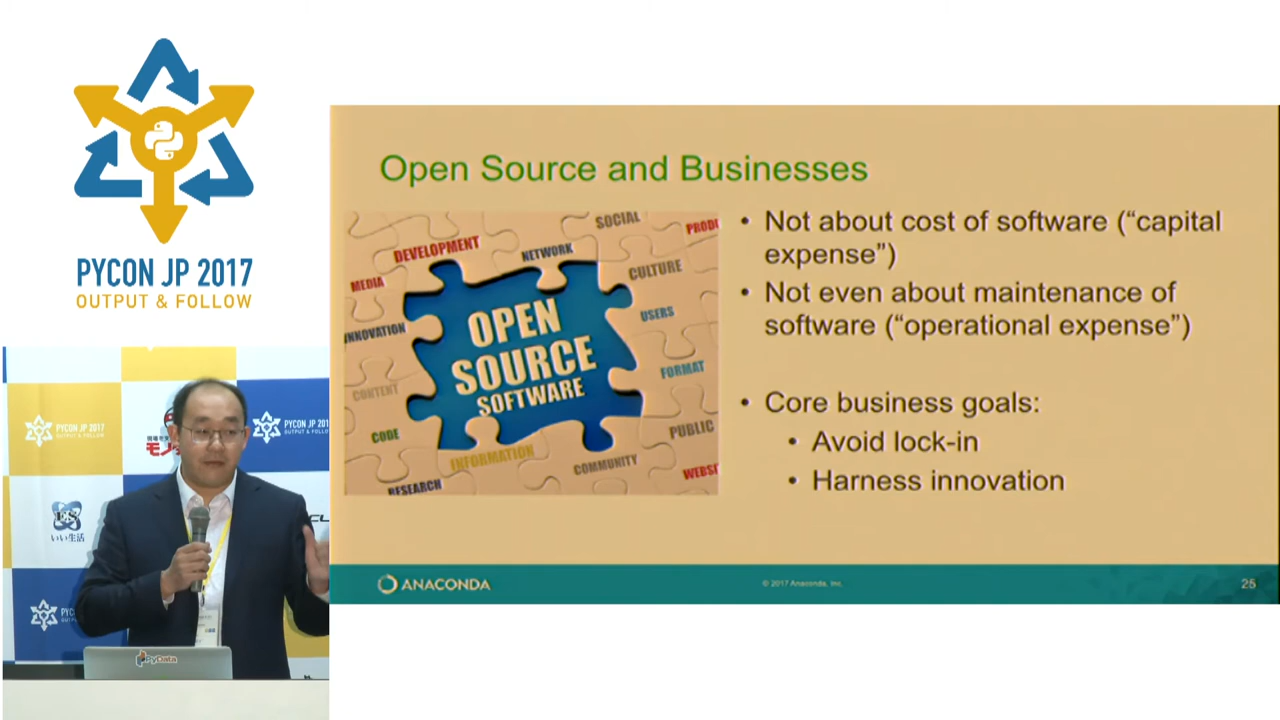 PYCON JP 2017
OUTPUT & FOLLOW
Open Source and Businesses
SOCIAL
DEVELOPMENT
NETWORK
MEDIA
CULTURE
INNOVATION
USERS
OPEN
SOURCE
SOFTWARE
CONTENT
FORMAT
CODE
PUBLIC
INFORMATION
COMMUNITY
RESEARCH
• Not about cost of software (“capital
expense”)
• Not even about maintenance of
software (“operational expense”)
• Core business goals:
• Avoid lock-in
• Harness innovation
ANACONDA
© 2017 Anaconda, Inc.
25
PYCON JP 2017
OUTPUT & FOLLOW
PYCON JP 201
OUTPUT & FOLLO
いい生活
PyData